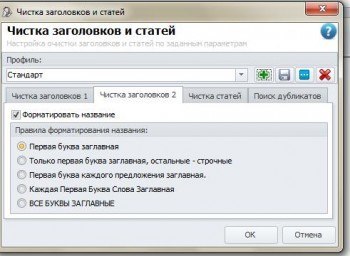 Чистка заголовков и статей
Чистка заголовков и статей
Настройка очистки заголовков и статей по заданным параметрам
?
Профиль:
Стандарт
Чистка заголовков 1 Чистка заголовков 2 Чистка статей Поиск дубликатов
Форматировать название
Правила форматирования названия:
Первая буква заглавная
Только первая буква заглавная, остальные - строчные
Первая буква каждого предложения заглавная.
Каждая Первая Буква Слова Заглавная
ВСЕ БУКВЫ ЗАГЛАВНЫЕ
ОК Отмена